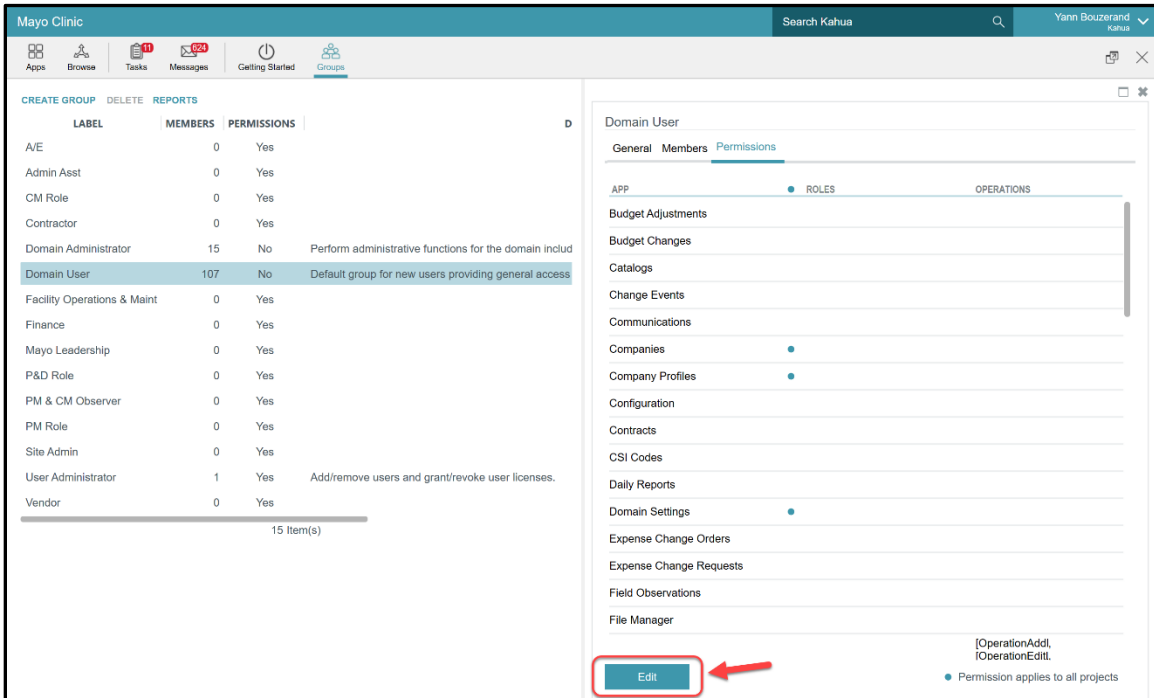 Mayo Clinic
Search Kahua
Yann Bouzerand
Kahua
11
624
Apps
Browse
Tasks
Messages
Getting Started
Groups
CREATE GROUP DELETE REPORTS
LABEL MEMBERS PERMISSIONS D
A/E 0 Yes
Admin Asst 0 Yes
CM Role 0 Yes
Contractor 0 Yes
Domain Administrator 15 No Perform administrative functions for the domain includ
Domain User 107 No Default group for new users providing general access
Facility Operations & Maint 0 Yes
Finance 0 Yes
Mayo Leadership 0 Yes
P&D Role 0 Yes
PM & CM Observer 0 Yes
PM Role 0 Yes
Site Admin 0 Yes
User Administrator 1 Yes Add/remove users and grant/revoke user licenses.
Vendor 0 Yes
15 Item(s)
Domain User
General Members Permissions
APP ROLES OPERATIONS
Budget Adjustments
Budget Changes
Catalogs
Change Events
Communications
Companies
Company Profiles
Configuration
Contracts
CSI Codes
Daily Reports
Domain Settings
Expense Change Orders
Expense Change Requests
Field Observations
File Manager
[OperationAdd],
[OperationEdit],
Edit
Permission applies to all projects